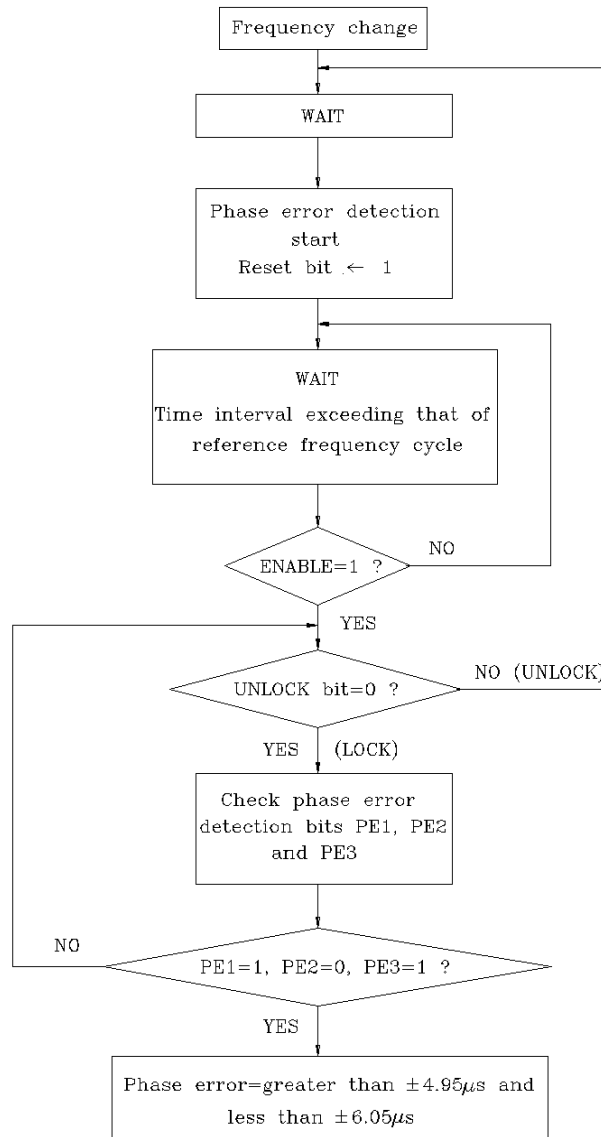 Frequency change
WAIT
Phase error detection
start
Reset bit ← 1
WAIT
Time interval exceeding that of
reference frequency cycle
ENABLE=1 ?
NO
YES
UNLOCK bit=0 ?
NO (UNLOCK)
YES (LOCK)
Check phase error
detection bits PE1, PE2
and PE3
NO
PE1=1, PE2=0, PE3=1 ?
YES
Phase error=greater than ±4.95μs and
less than ±6.05μs